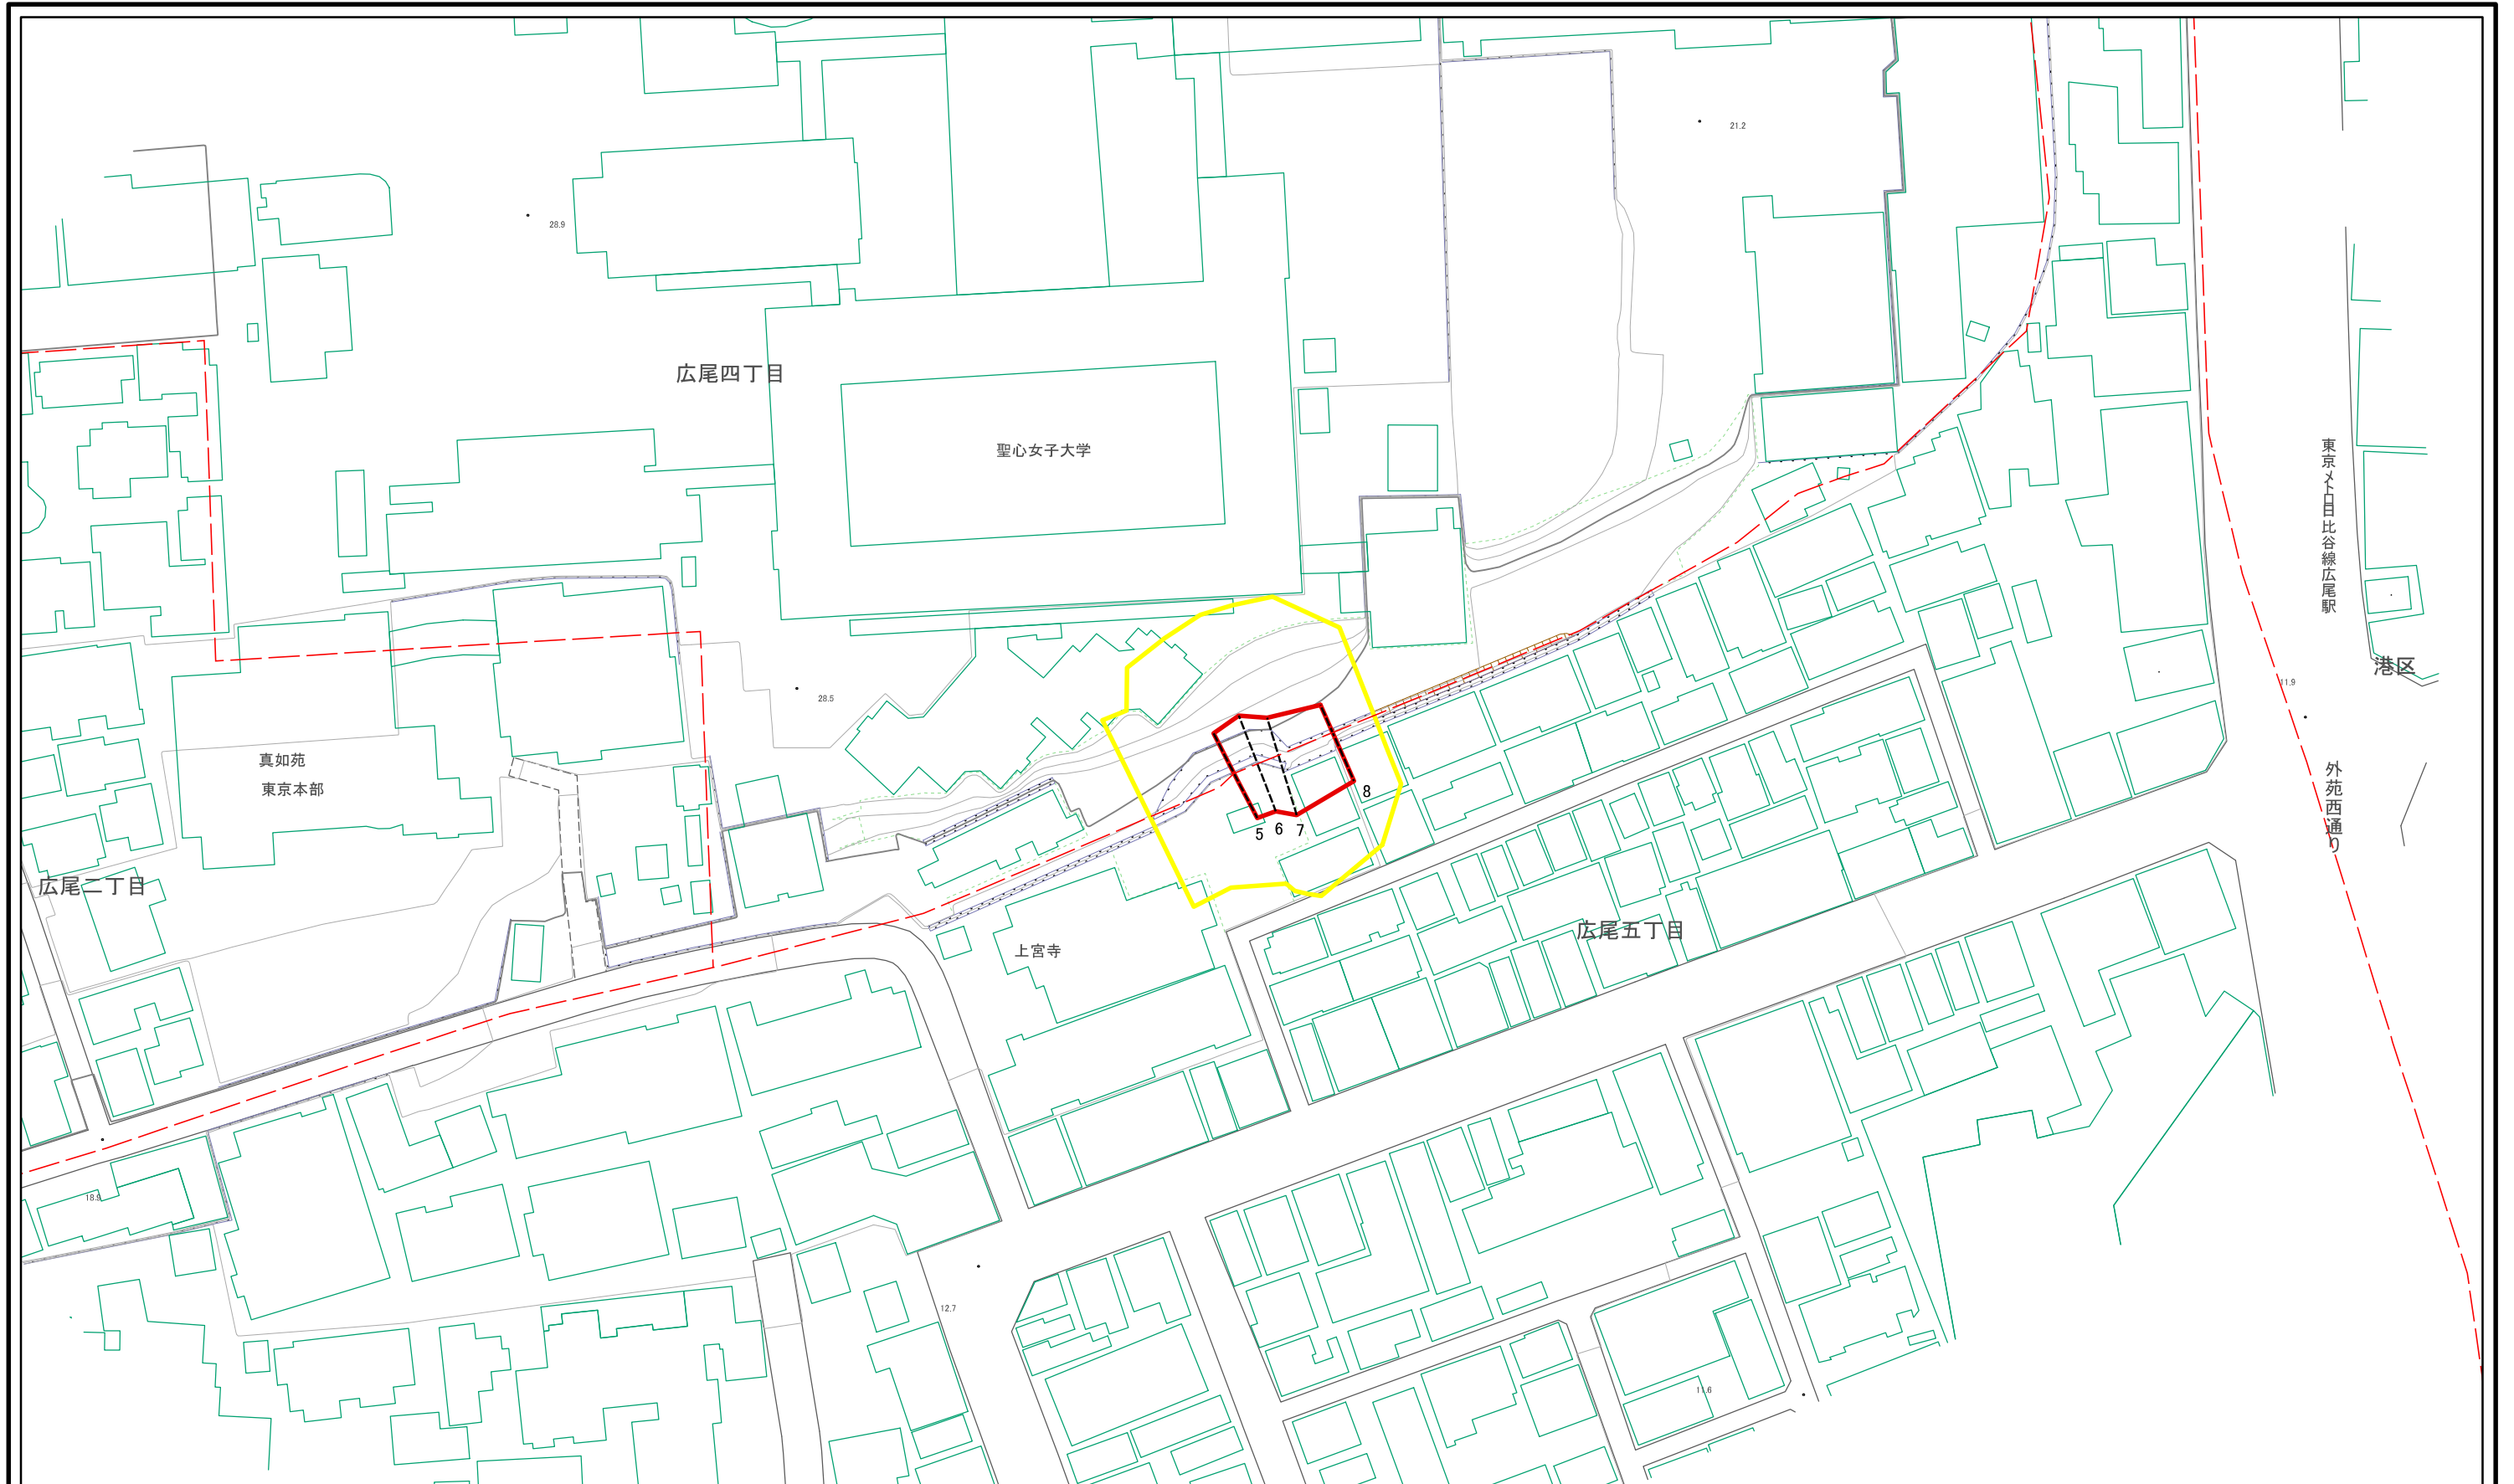 21.2
28.9
広尾四丁目
聖心女子大学
東京メトロ日比谷線広尾駅
港区
11.9
28.5
真如苑
東京本部
外苑西通り
8
5 6 7
広尾二丁目
広尾五丁目
上宮寺
18.9
12.7
11.6